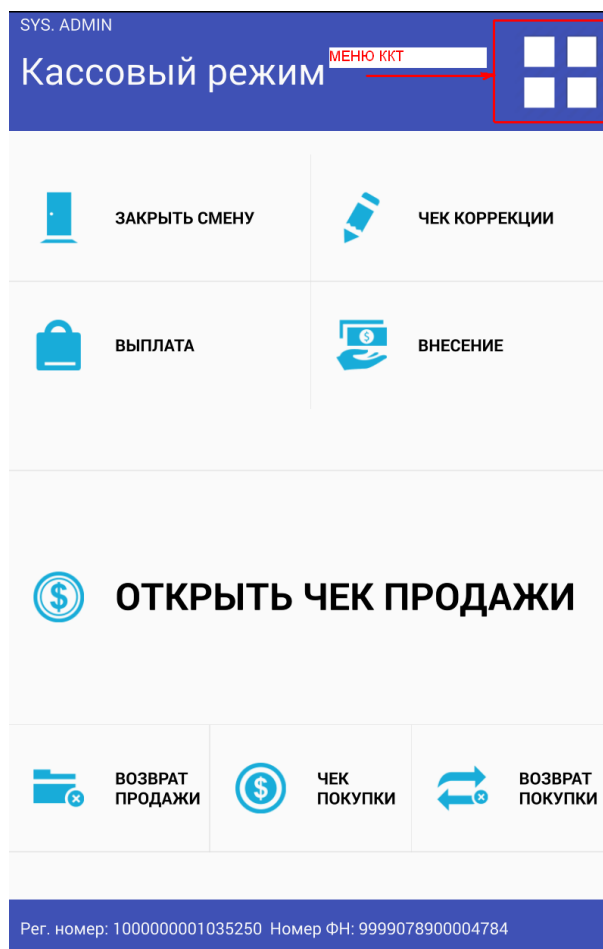 SYS. ADMIN
Кассовый режим
МЕНЮ ККТ
ЗАКРЫТЬ СМЕНУ
ЧЕК КОРРЕКЦИИ
ВЫПЛАТА
ВНЕСЕНИЕ
ОТКРЫТЬ ЧЕК ПРОДАЖИ
ВОЗВРАТ
ПРОДАЖИ
ЧЕК
ПОКУПКИ
ВОЗВРАТ
ПОКУПКИ
Рег. номер: 1000000001035250 Номер ФН: 9999078900004784